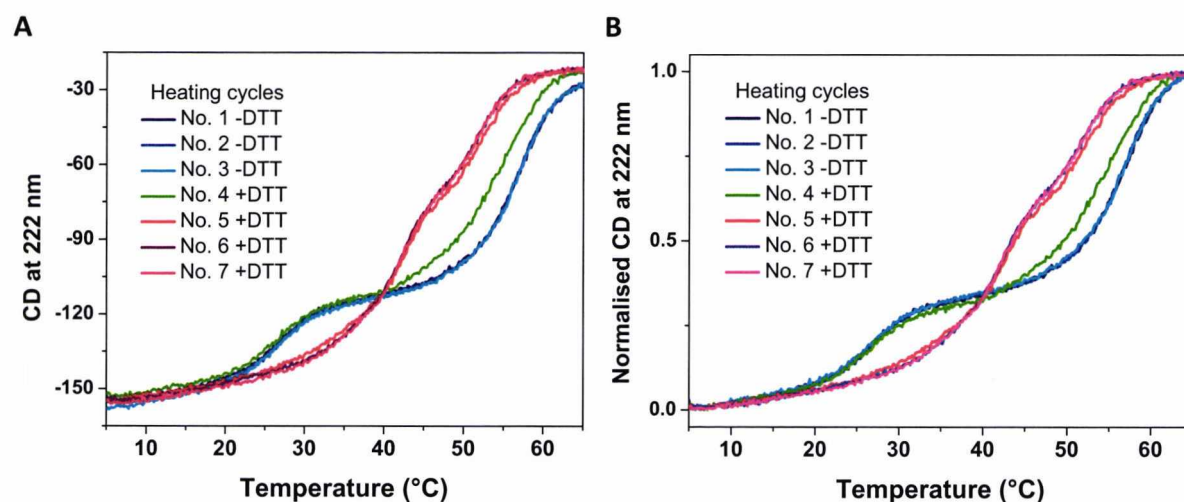 A
CD at 222 nm
-30
-60
-90
-120
-150
Heating cycles
No. 1 -DTT
No. 2 -DTT
No. 3 -DTT
No. 4 +DTT
No. 5 +DTT
No. 6 +DTT
No. 7 +DTT
10 20 30 40 50 60
Temperature (°C)
B
Normalised CD at 222 nm
1.0
0.5
0.0
Heating cycles
No. 1 -DTT
No. 2 -DTT
No. 3 -DTT
No. 4 +DTT
No. 5 +DTT
No. 6 +DTT
No. 7 +DTT
10 20 30 40 50 60
Temperature (°C)